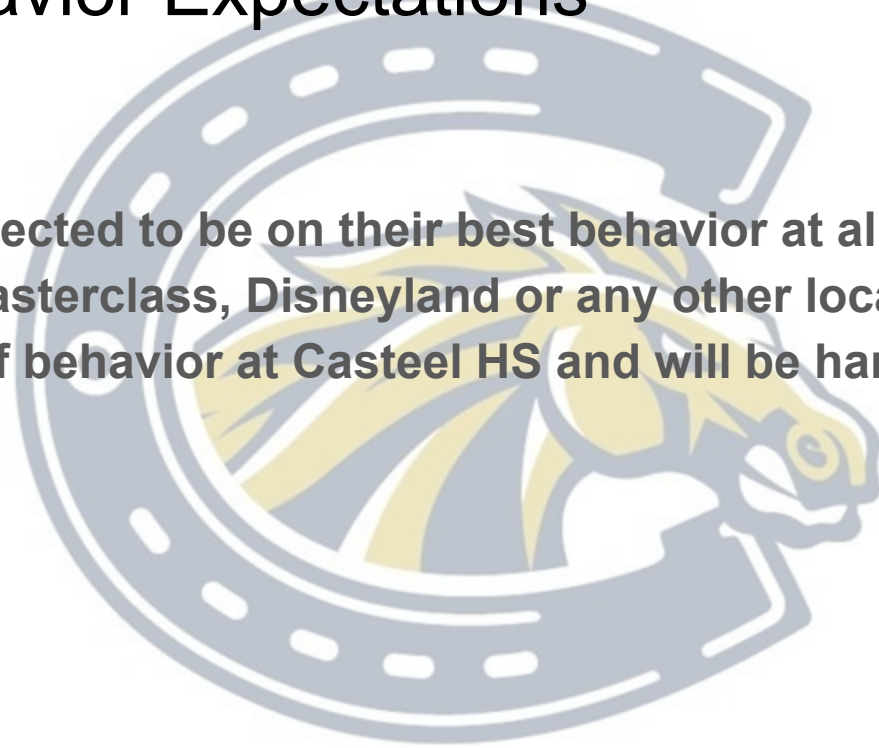 avior Expectations
ected to be on their best behavior at al
asterclass, Disneyland or any other loca
f behavior at Casteel HS and will be har